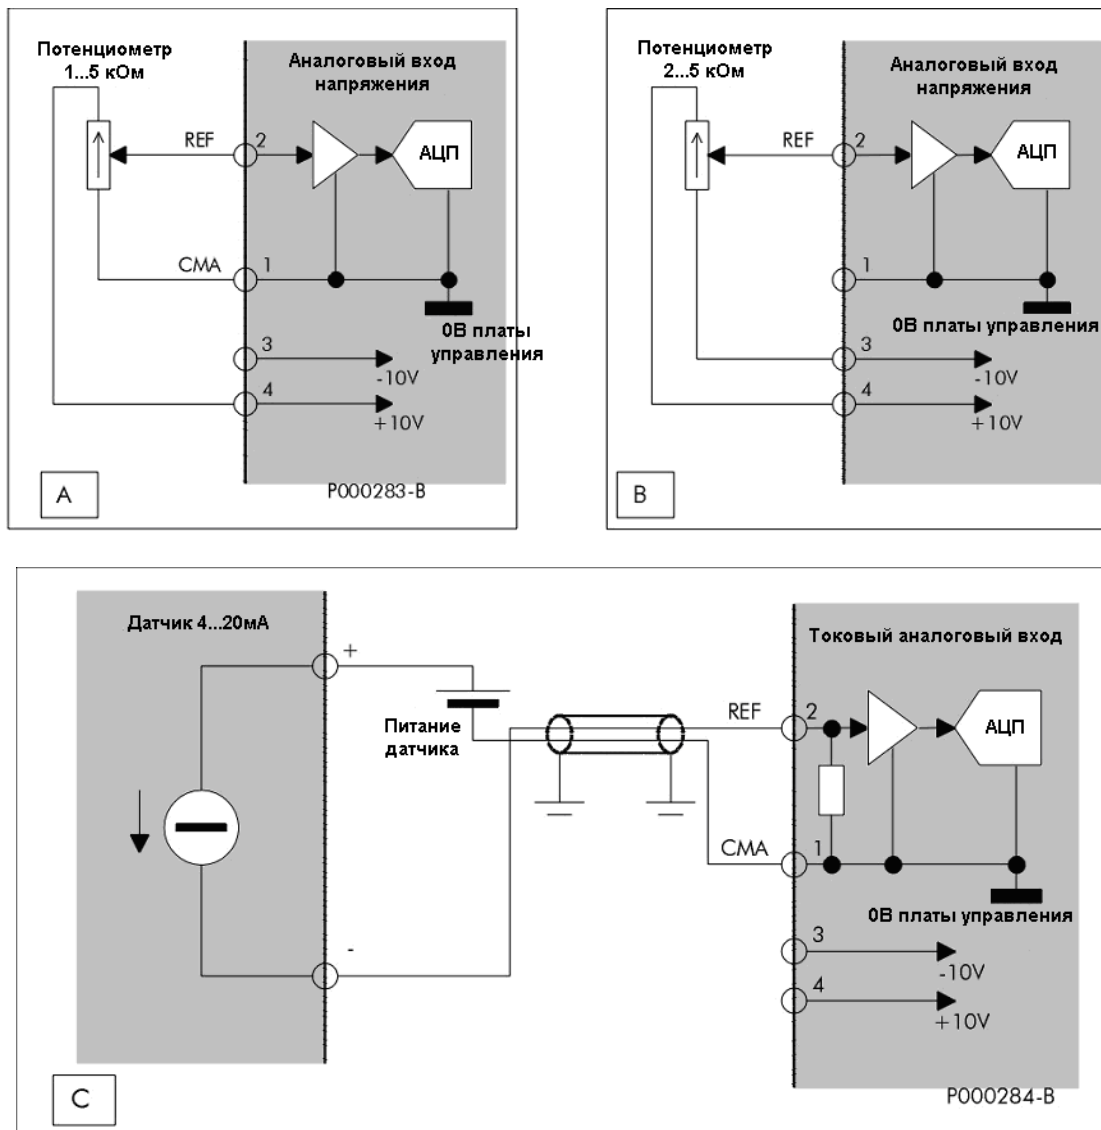 Потенциометр
1...5 кОм
Аналоговый вход
напряжения
REF
2
АЦП
CMA
1
0В платы
управления
3
-10V
4
+10V
A
P000283-B
Потенциометр
2...5 кОм
Аналоговый вход
напряжения
REF
2
АЦП
1
0В платы управления
3
-10V
4
+10V
B
Датчик 4...20мА
+
Питание
датчика
-
Токовый аналоговый вход
REF
2
АЦП
CMA
1
0В платы управления
3
-10V
4
+10V
C
P000284-B